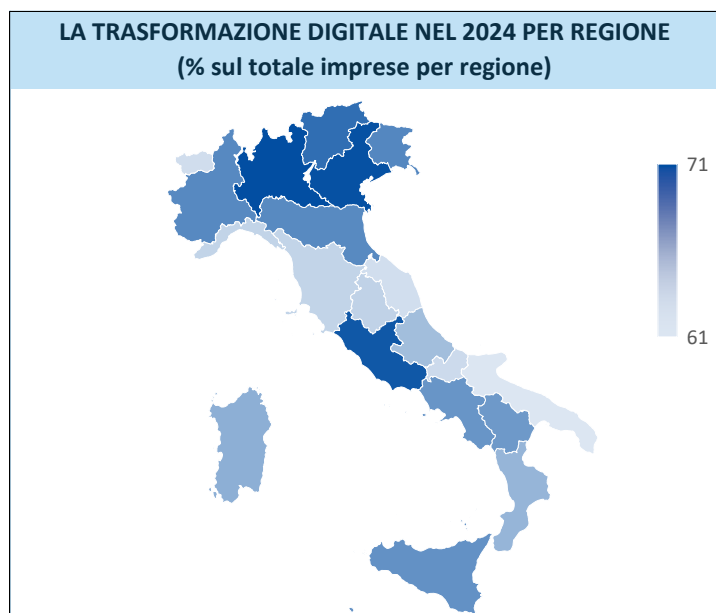 LA TRASFORMAZIONE DIGITALE NEL 2024 PER REGIONE
(% sul totale imprese per regione)
71
61